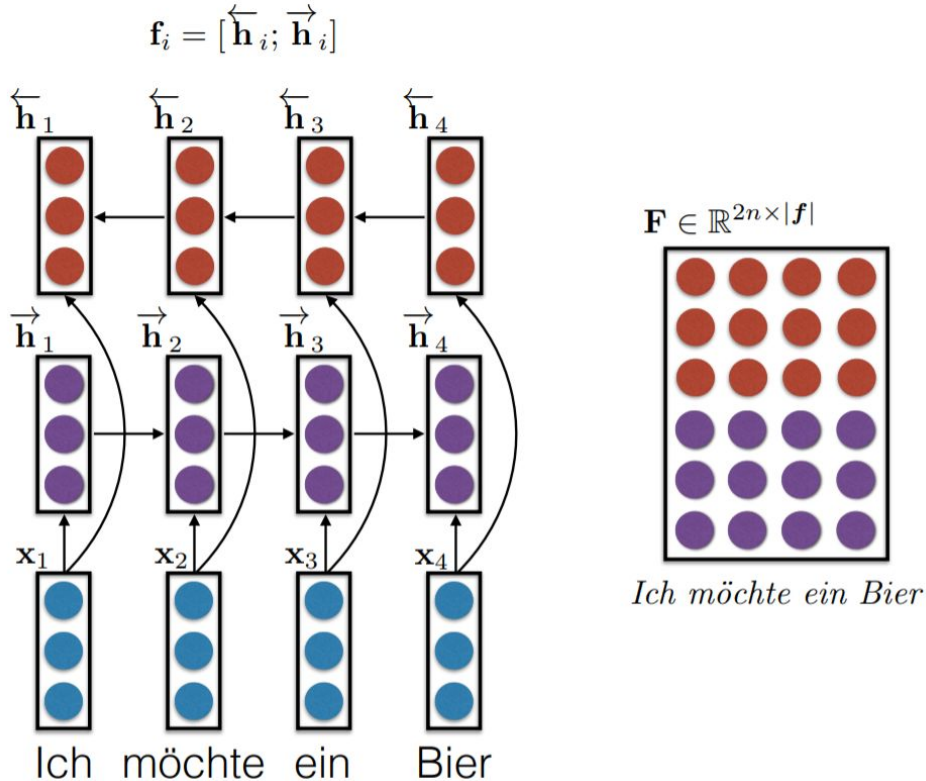 f_i = [←h_i; →h_i]
←h_1 ←h_2 ←h_3 ←h_4
F ∈ ℝ^{2n×|f|}
→h_1 →h_2 →h_3 →h_4
x_1 x_2 x_3 x_4
Ich möchte ein Bier
Ich möchte ein Bier